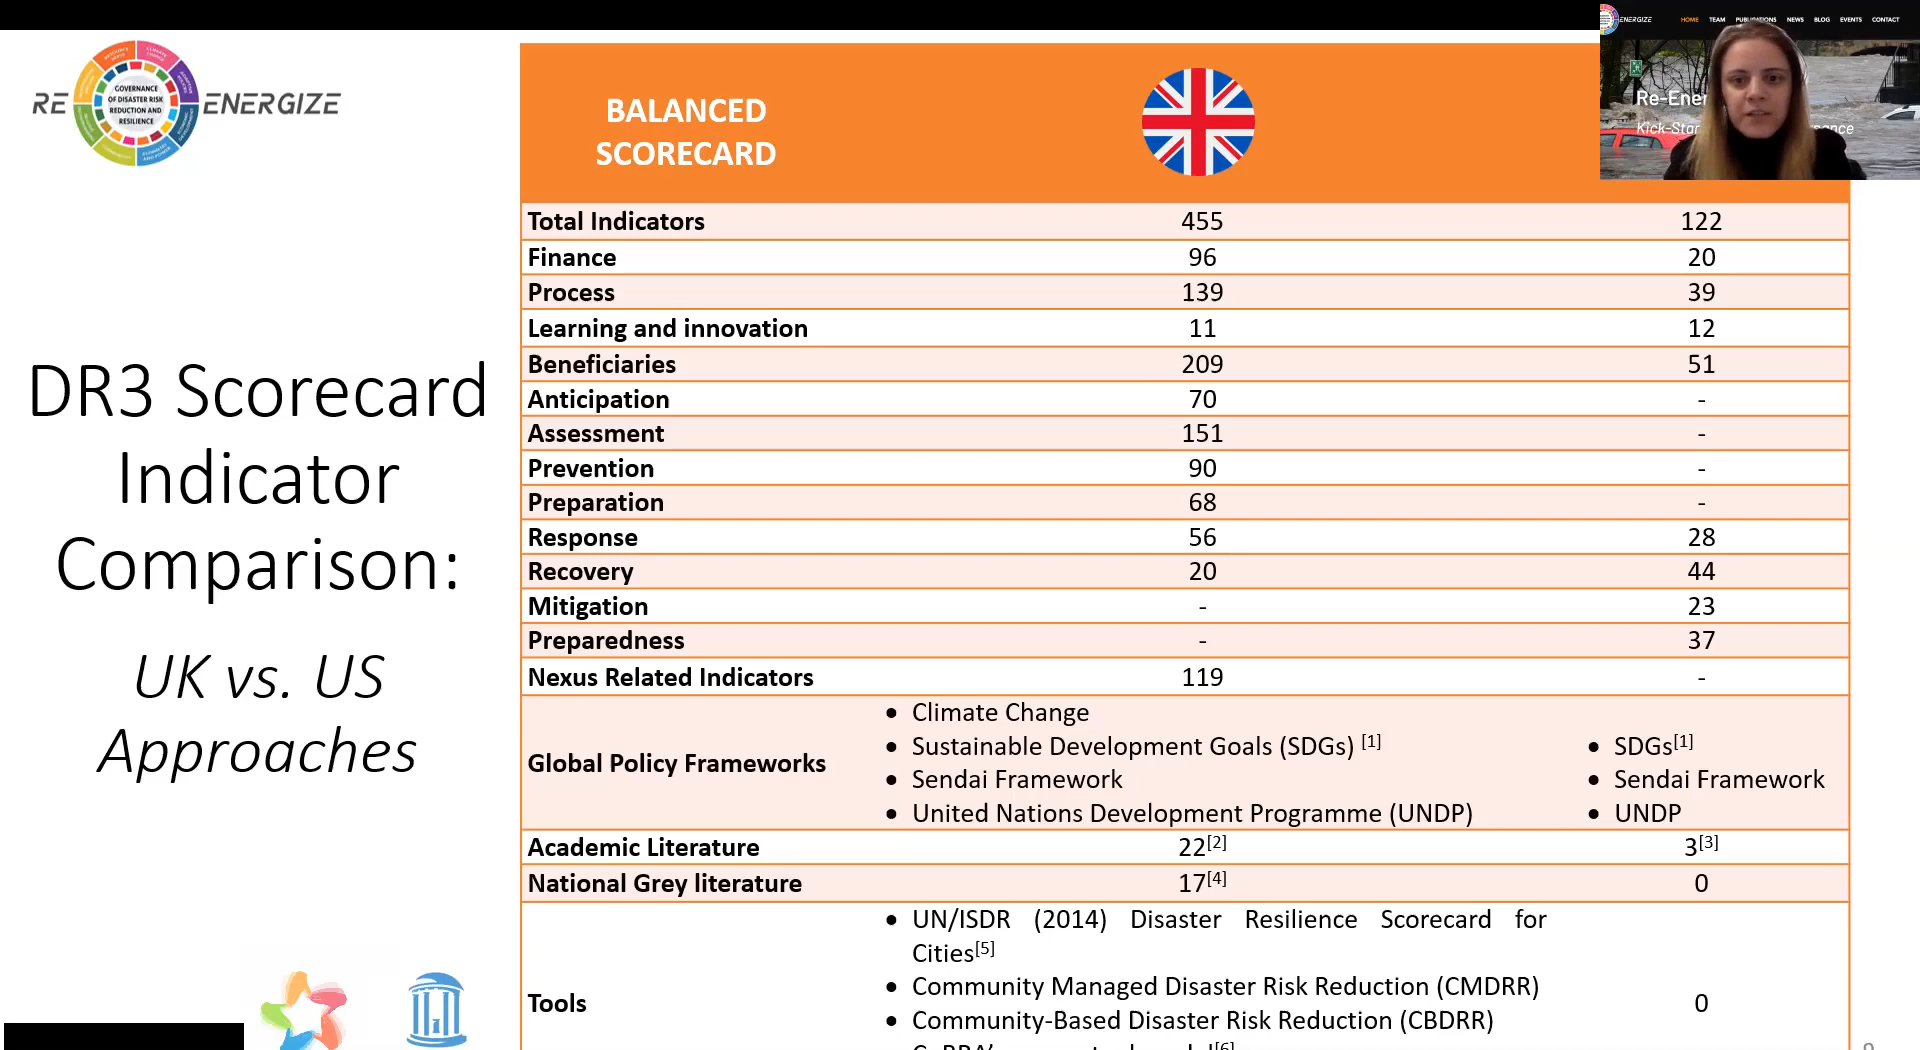 RE
GOVERNANCE
OF DISASTER RISK
REDUCTION AND
RESILIENCE
ENERGIZE
DR3 Scorecard
Indicator
Comparison:
UK vs. US
Approaches
BALANCED
SCORECARD
ENERGIZE HOME TEAM PUBLICATIONS NEWS BLOG EVENTS CONTACT
Re-Ener
Kick-Star
Total Indicators 455 122
Finance 96 20
Process 139 39
Learning and innovation 11 12
Beneficiaries 209 51
Anticipation 70 -
Assessment 151 -
Prevention 90 -
Preparation 68 -
Response 56 28
Recovery 20 44
Mitigation - 23
Preparedness - 37
Nexus Related Indicators 119 -
Global Policy Frameworks
• Climate Change
• Sustainable Development Goals (SDGs) [1]
• Sendai Framework
• United Nations Development Programme (UNDP)
• SDGs[1]
• Sendai Framework
• UNDP
Academic Literature 22[2] 3[3]
National Grey literature 17[4] 0
Tools
• UN/ISDR (2014) Disaster Resilience Scorecard for
Cities[5]
• Community Managed Disaster Risk Reduction (CMDRR)
• Community-Based Disaster Risk Reduction (CBDRR)
0